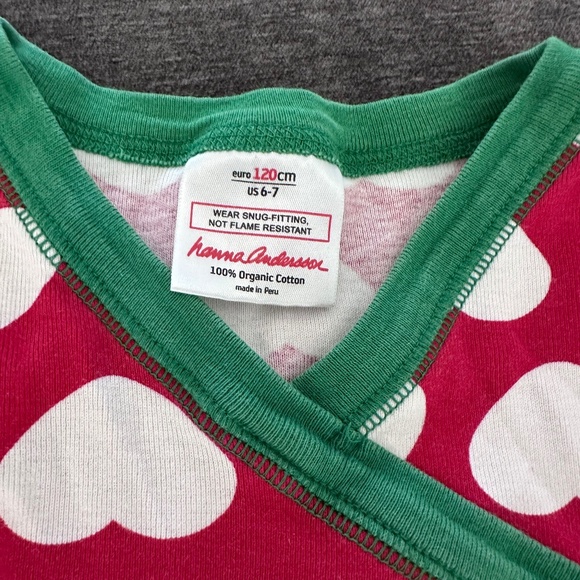 euro 120cm
US 6-7
WEAR SNUG-FITTING,
NOT FLAME RESISTANT
hanna andersson
100% Organic Cotton
made in Peru